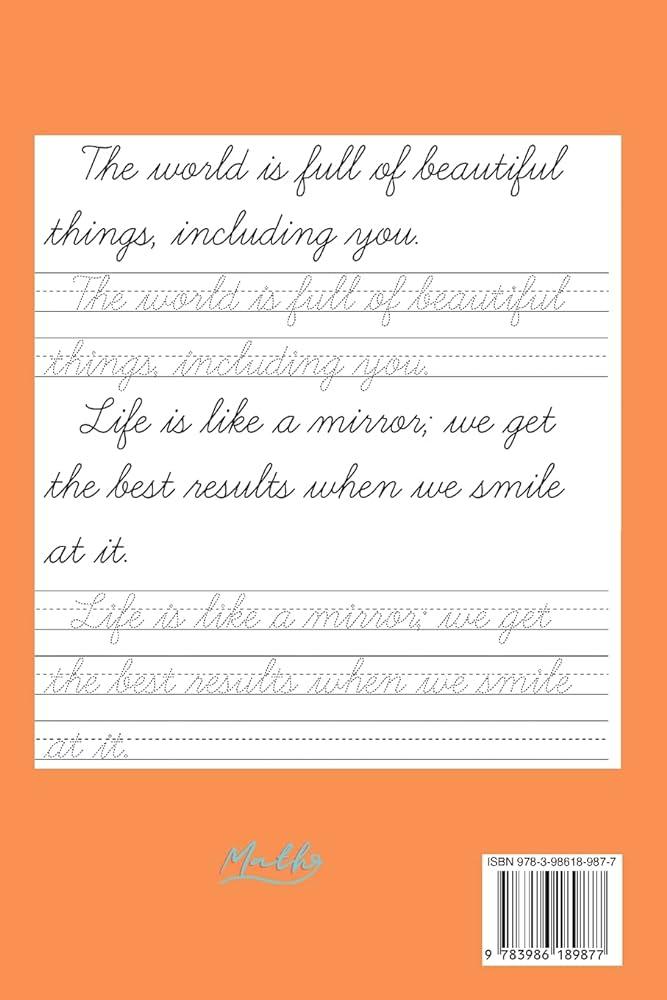 The world is full of beautiful
things, including you.
The world is full of beautiful
things, including you.
Life is like a mirror; we get
the best results when we smile
at it.
Life is like a mirror; we get
the best results when we smile
at it.
ISBN 978-3-98618-987-7
9 783986 189877